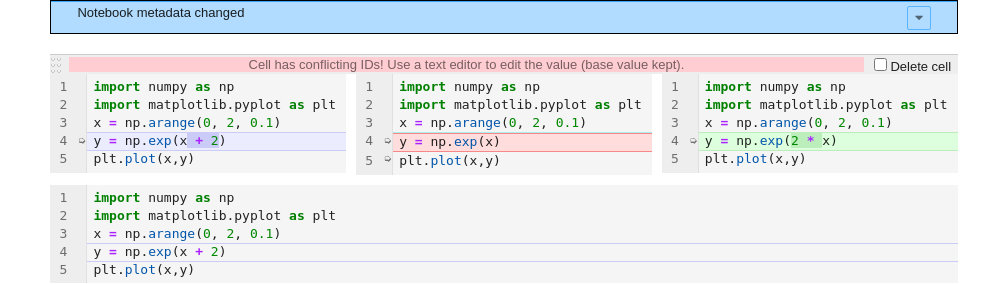 Notebook metadata changed
Cell has conflicting IDs! Use a text editor to edit the value (base value kept).
Delete cell
1 import numpy as np
2 import matplotlib.pyplot as plt
3 x = np.arange(0, 2, 0.1)
4 y = np.exp(x + 2)
5 plt.plot(x,y)
1 import numpy as np
2 import matplotlib.pyplot as plt
3 x = np.arange(0, 2, 0.1)
4 y = np.exp(x)
5 plt.plot(x,y)
1 import numpy as np
2 import matplotlib.pyplot as plt
3 x = np.arange(0, 2, 0.1)
4 y = np.exp(2 * x)
5 plt.plot(x,y)
1 import numpy as np
2 import matplotlib.pyplot as plt
3 x = np.arange(0, 2, 0.1)
4 y = np.exp(x + 2)
5 plt.plot(x,y)